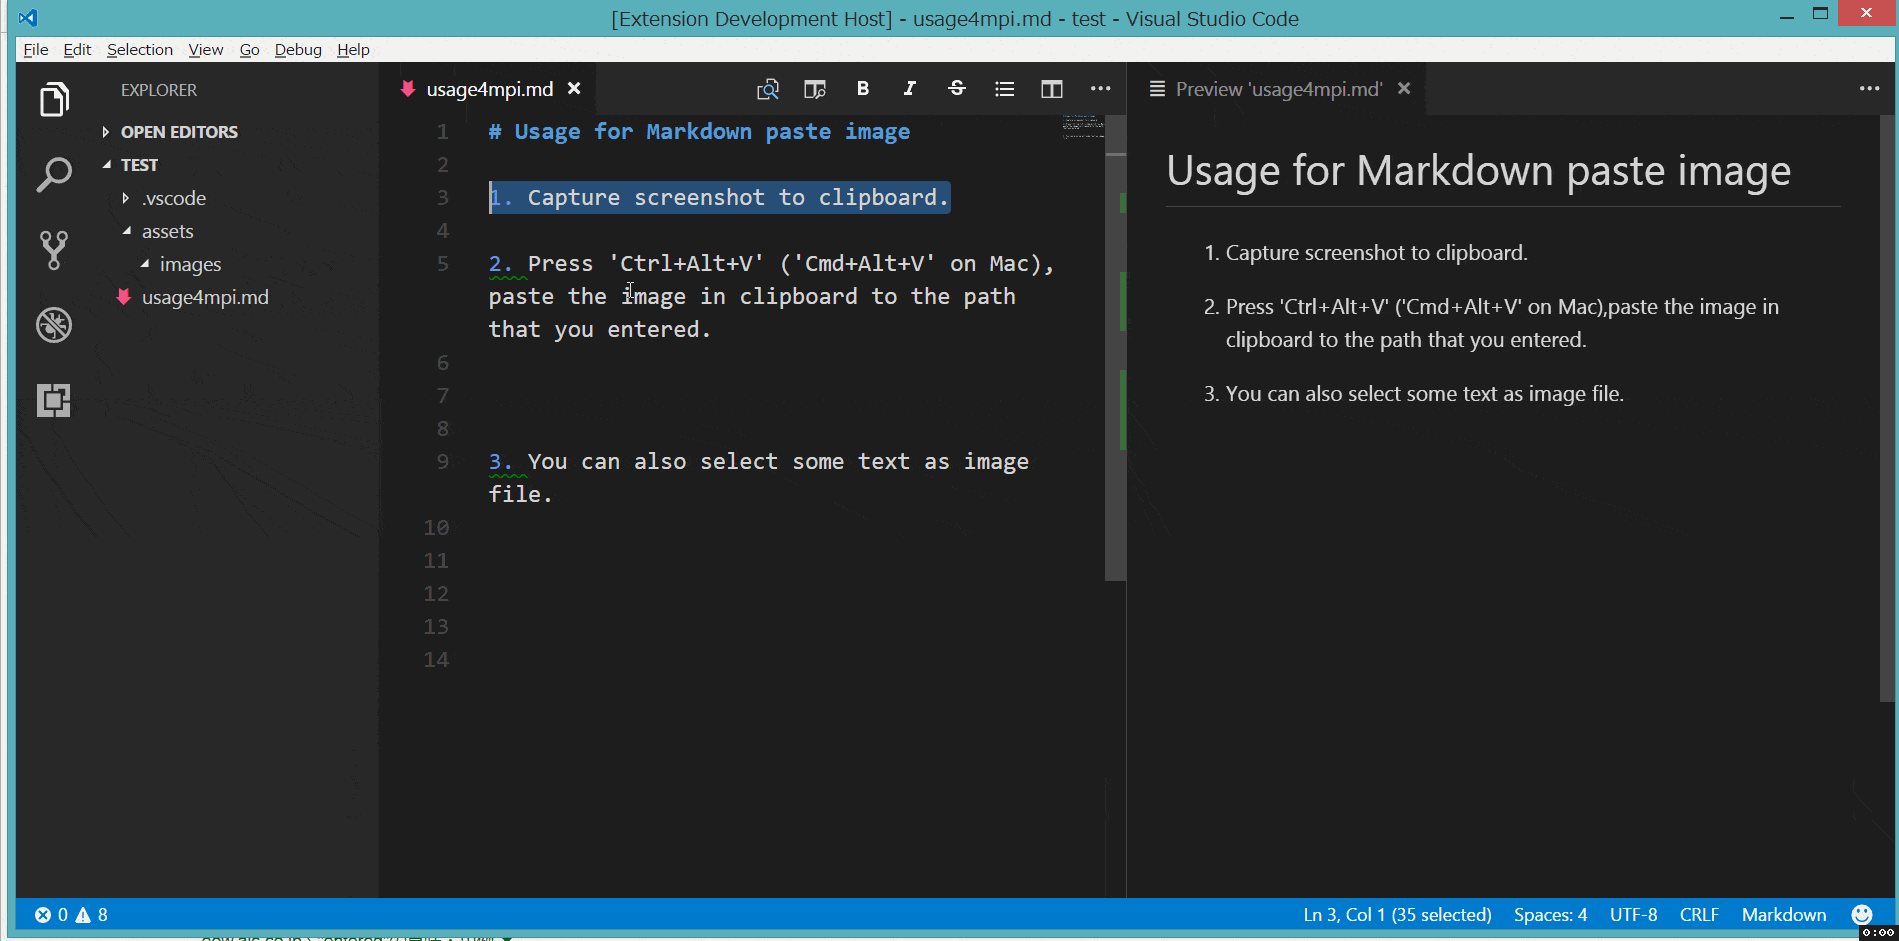 [Extension Development Host] - usage4mpi.md - test - Visual Studio Code
File Edit Selection View Go Debug Help
EXPLORER
OPEN EDITORS
TEST
.vscode
assets
images
usage4mpi.md
usage4mpi.md
B I S
1 # Usage for Markdown paste image
2
3 1. Capture screenshot to clipboard.
4
5 2. Press 'Ctrl+Alt+V' ('Cmd+Alt+V' on Mac),
paste the image in clipboard to the path
that you entered.
6
7
8
9 3. You can also select some text as image
file.
10
11
12
13
14
Preview 'usage4mpi.md'
Usage for Markdown paste image
1. Capture screenshot to clipboard.
2. Press 'Ctrl+Alt+V' ('Cmd+Alt+V' on Mac),paste the image in
clipboard to the path that you entered.
3. You can also select some text as image file.
0 8
Ln 3, Col 1 (35 selected) Spaces: 4 UTF-8 CRLF Markdown
0:00